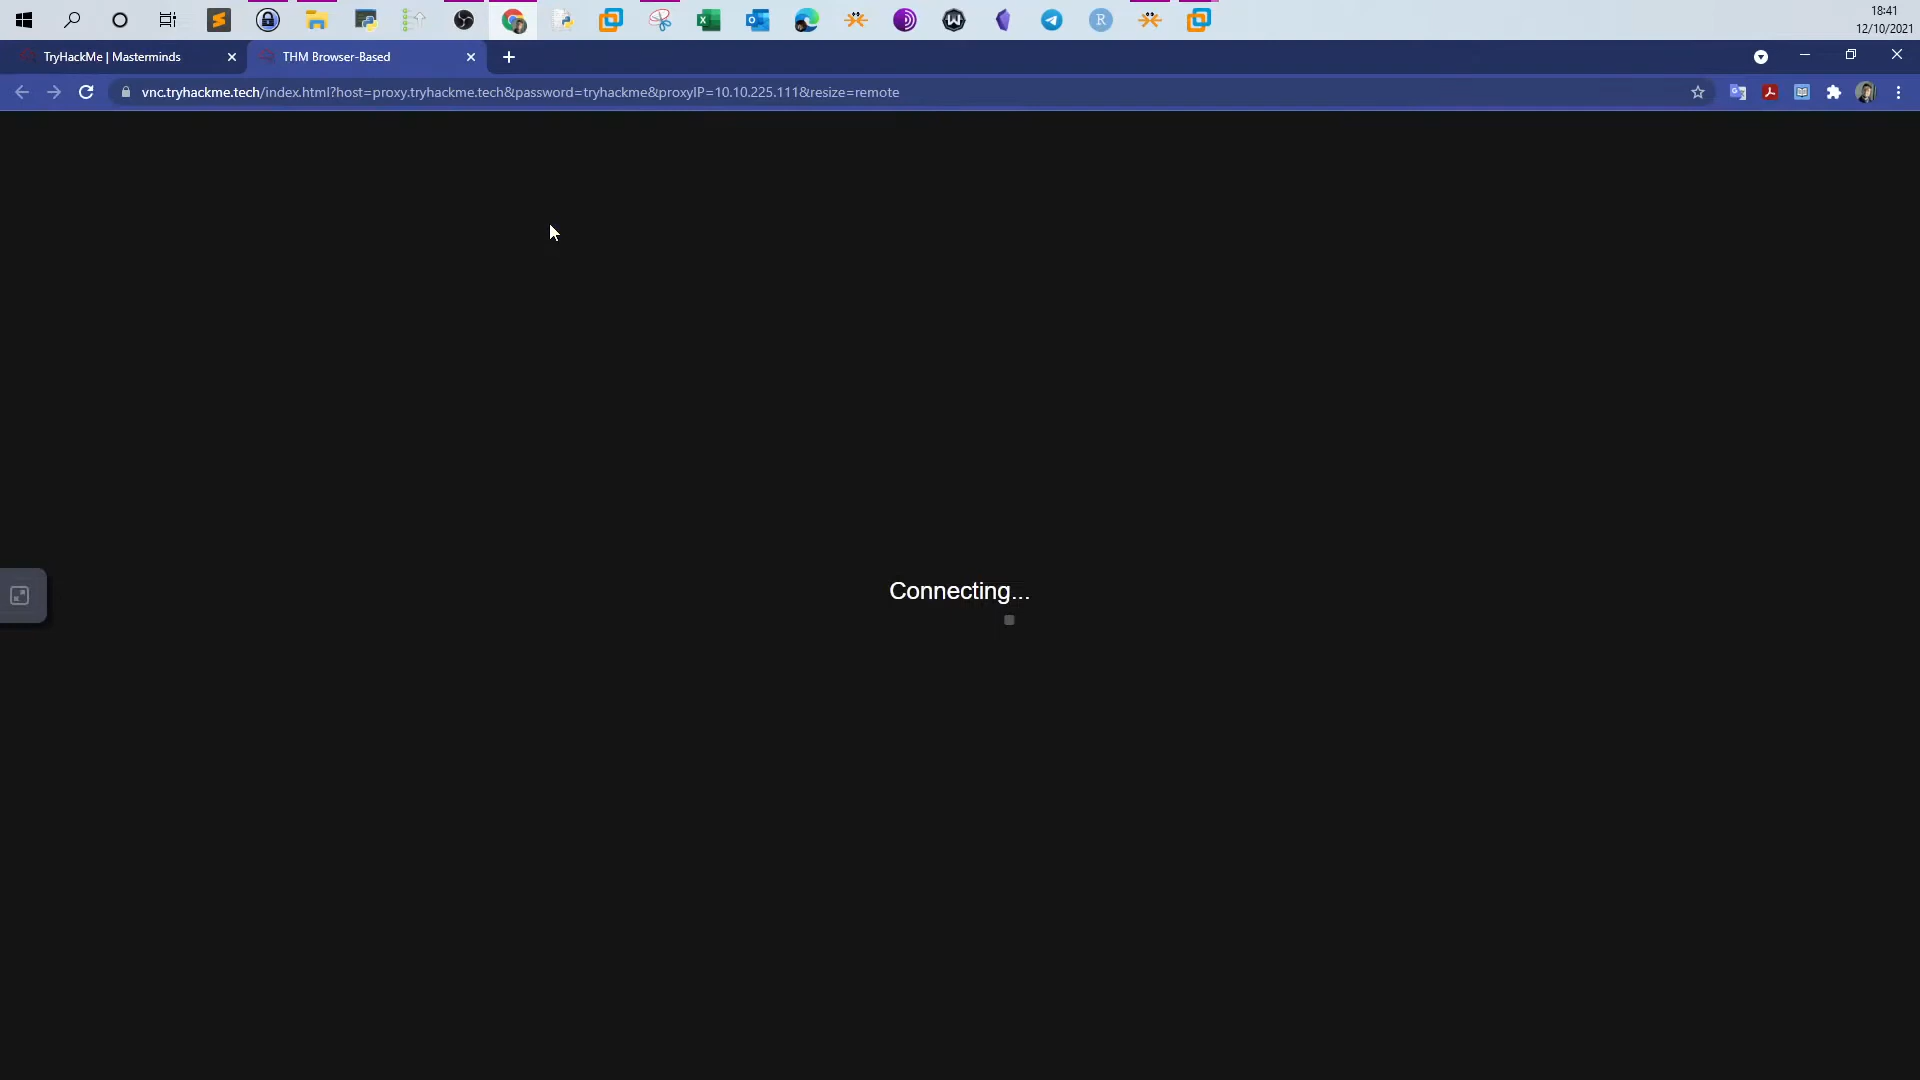 18:41
12/10/2021
TryHackMe | Masterminds
THM Browser-Based
vnc.tryhackme.tech/index.html?host=proxy.tryhackme.tech&password=tryhackme&proxyIP=10.10.225.111&resize=remote
Connecting...